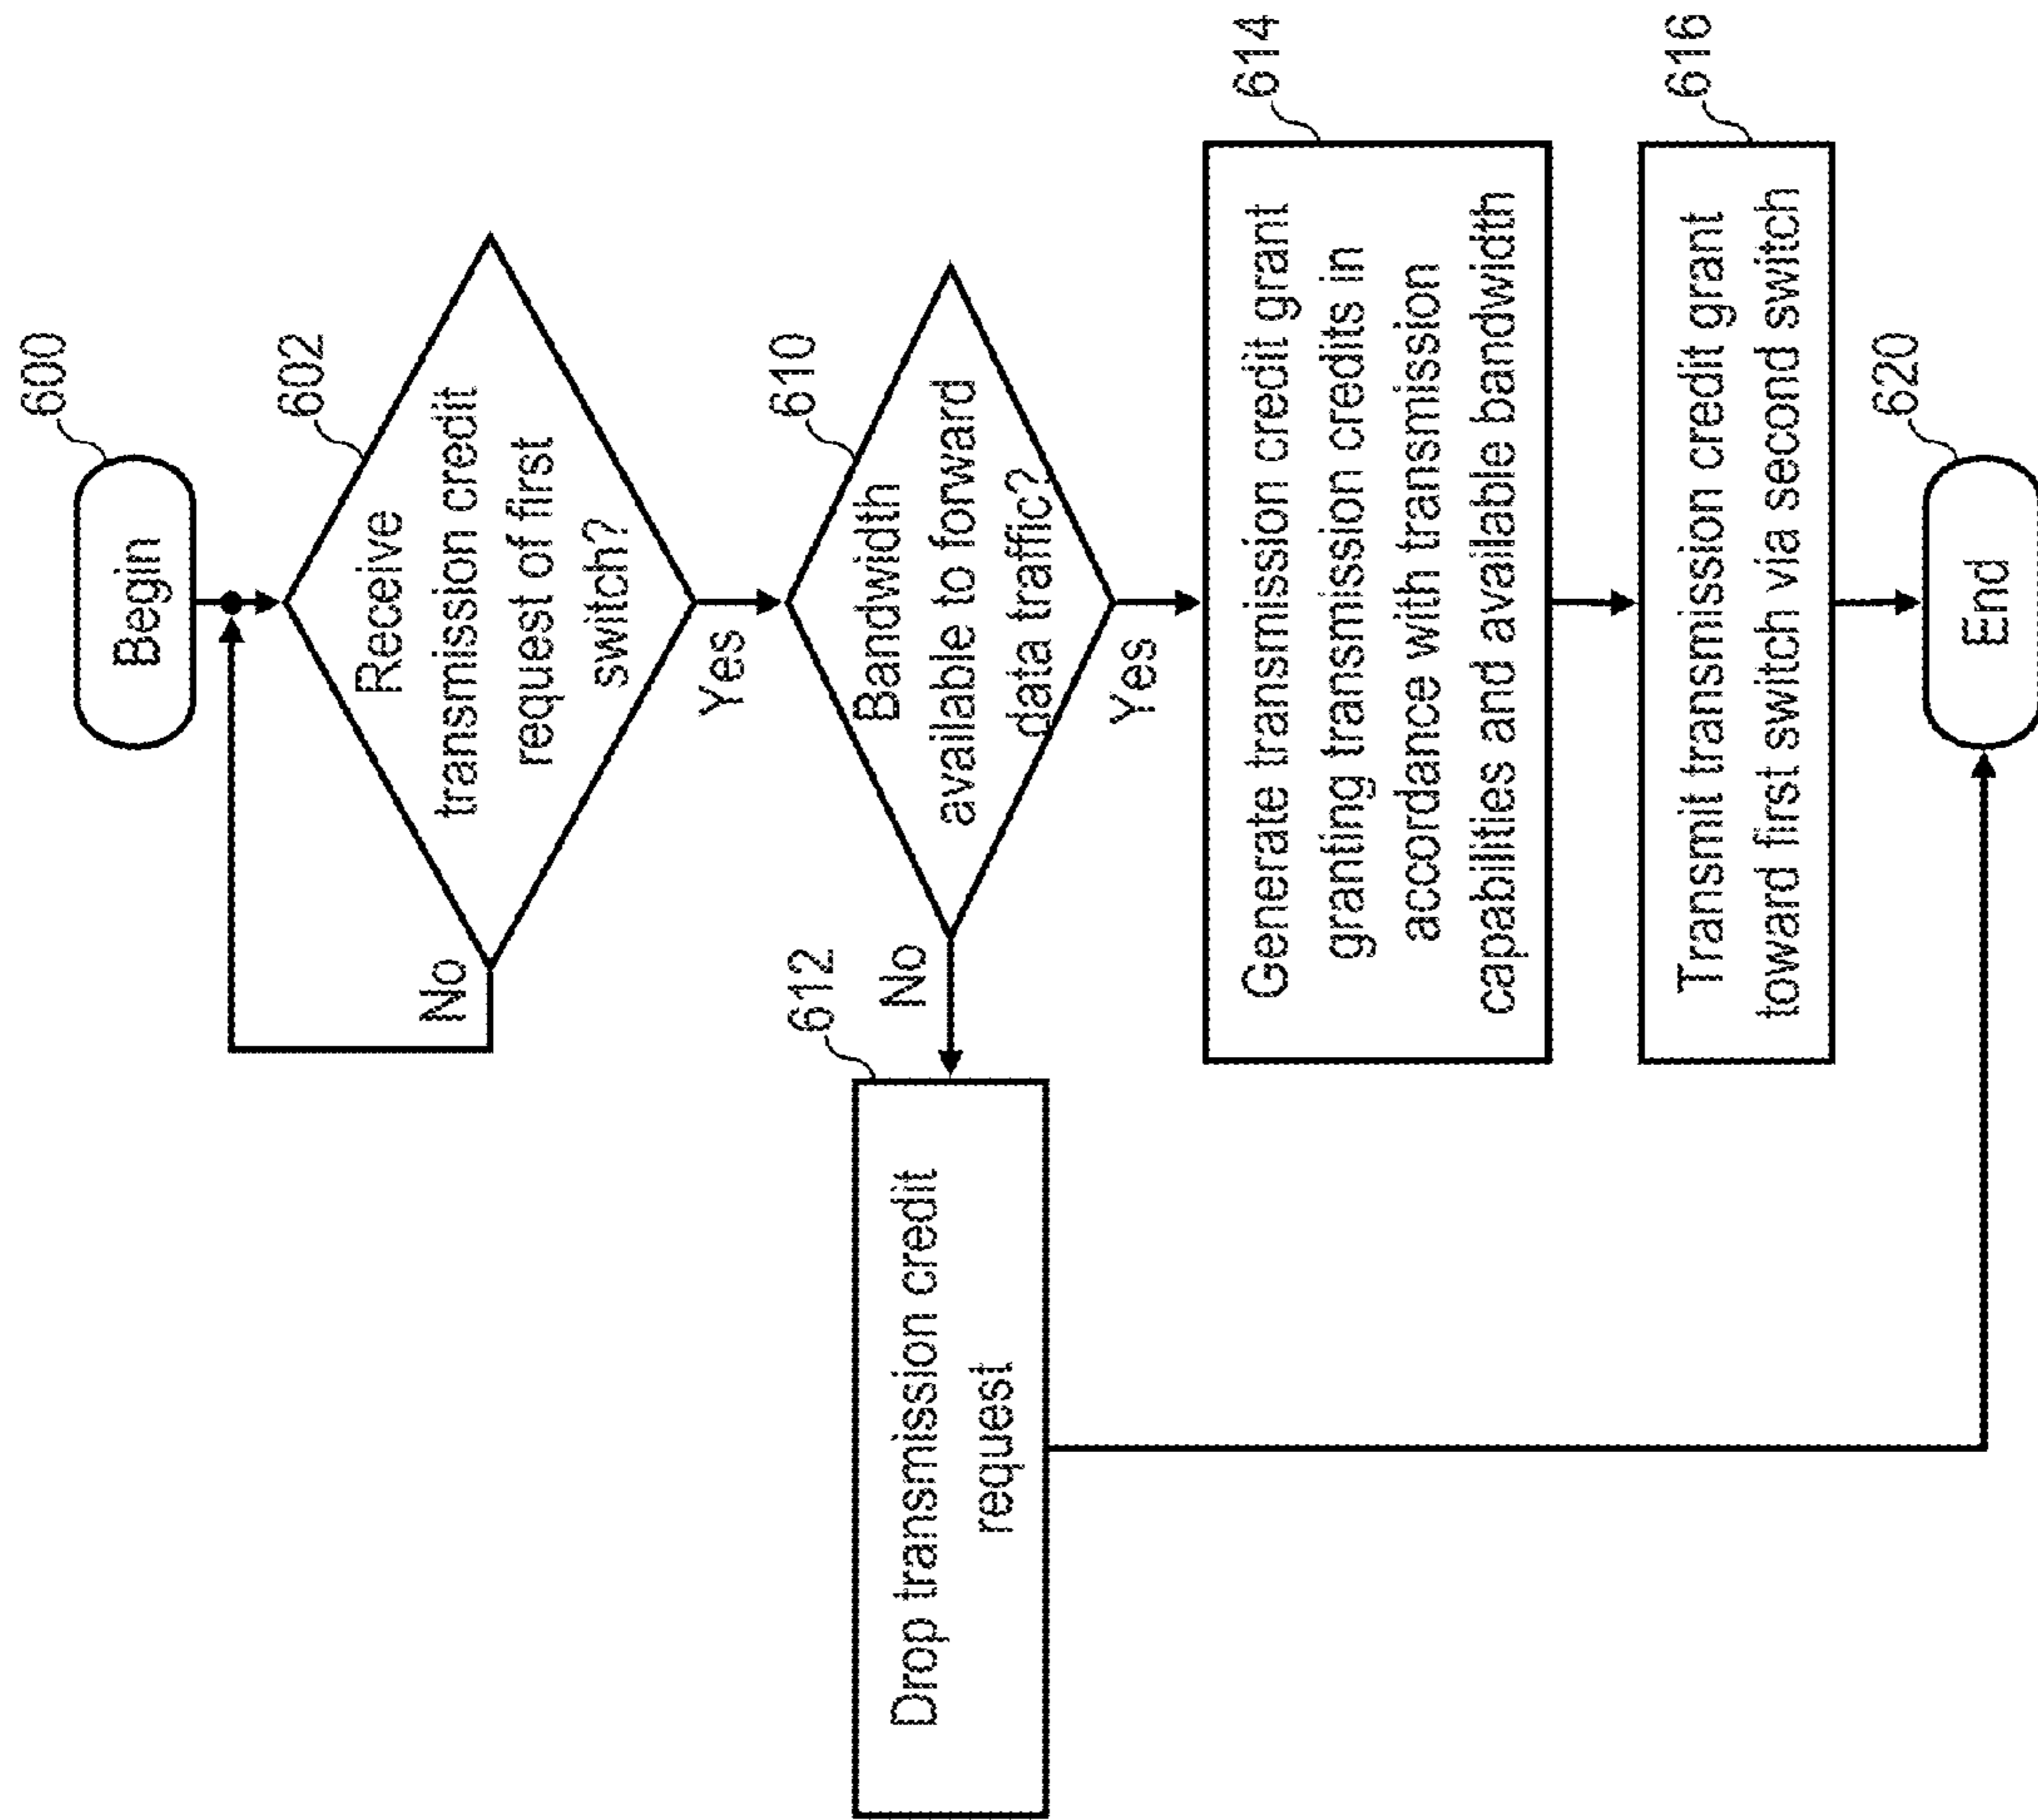 600
Begin
602
Receive
transmission credit
request of first
switch?
No
Yes
610
Bandwidth
available to forward
data traffic?
No
Yes
612
Drop transmission credit
request
614
Generate transmission credit grant
granting transmission credits in
accordance with transmission
capabilities and available bandwidth
616
Transmit transmission credit grant
toward first switch via second switch
620
End